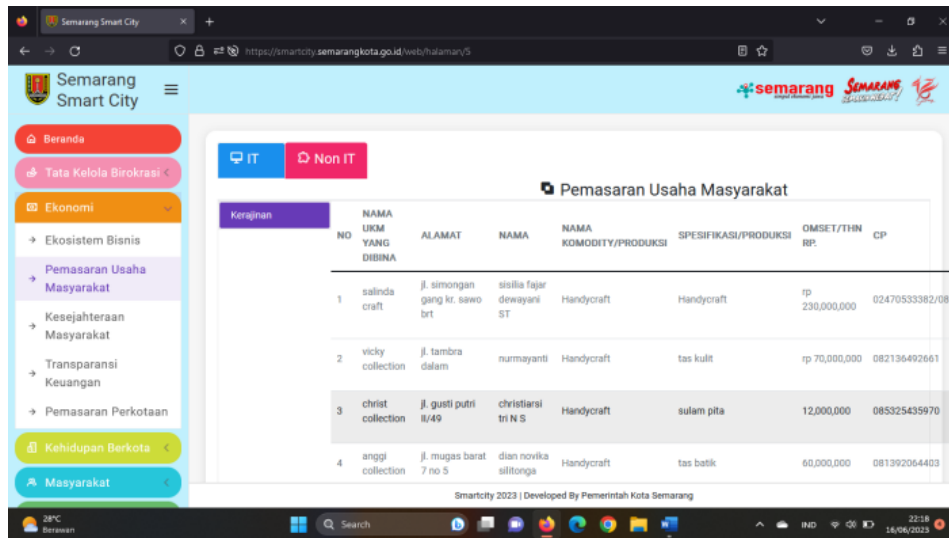 Semarang Smart City
https://smartcity.semarangkota.go.id/web/halaman/5
Semarang
Smart City
semarang
SEMARANG
Beranda
Tata Kelola Birokrasi
Ekonomi
Ekosistem Bisnis
Pemasaran Usaha
Masyarakat
Kesejahteraan
Masyarakat
Transparansi
Keuangan
Pemasaran Perkotaan
Kehidupan Berkota
Masyarakat
IT
Non IT
Pemasaran Usaha Masyarakat
Kerajinan
NO NAMA UKM YANG DIBINA ALAMAT NAMA NAMA KOMODITY/PRODUKSI SPESIFIKASI/PRODUKSI OMSET/THN RP. CP
1 salinda craft jl. simongan gang kr. sawo brt sisilia fajar dewayani ST Handycraft Handycraft rp 230,000,000 02470533382/08
2 vicky collection jl. tambra dalam nurmayanti Handycraft tas kulit rp 70,000,000 082136492661
3 christ collection jl. gusti putri II/49 christiarsi tri N S Handycraft sulam pita 12,000,000 085325435970
4 anggi collection jl. mugas barat 7 no 5 dian novika silitonga Handycraft tas batik 60,000,000 081392064403
Smartcity 2023 | Developed By Pemerintah Kota Semarang
28°C
Berawan
Search
IND
22:18
16/06/2023